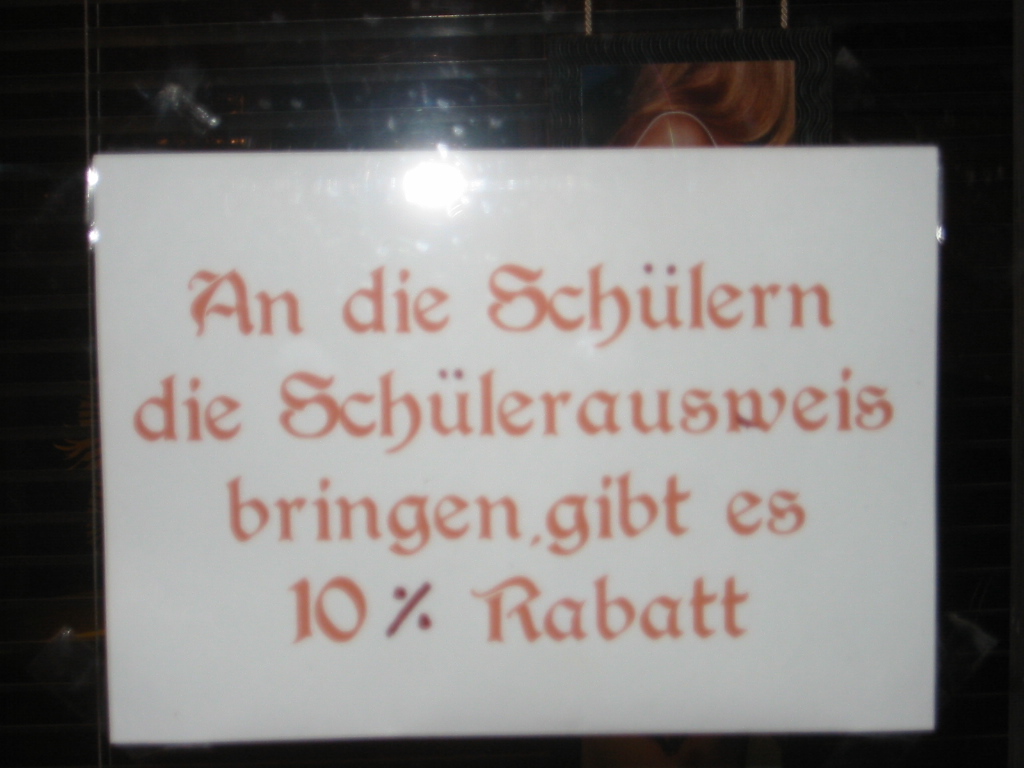 An die Schülern
die Schülerausweis
bringen,gibt es
10% Rabatt